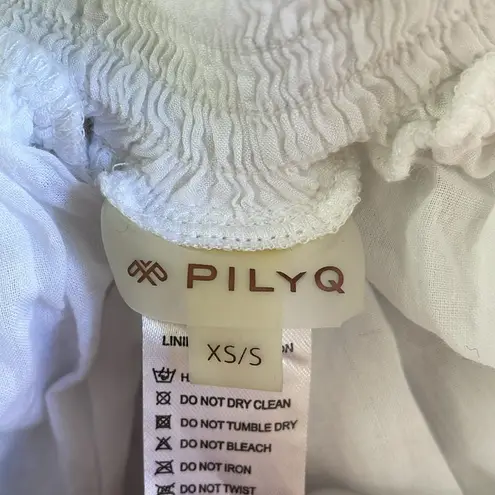 PILYQ
XS/S
DO NOT DRY CLEAN
DO NOT TUMBLE DRY
DO NOT BLEACH
DO NOT IRON
DO NOT TWIST